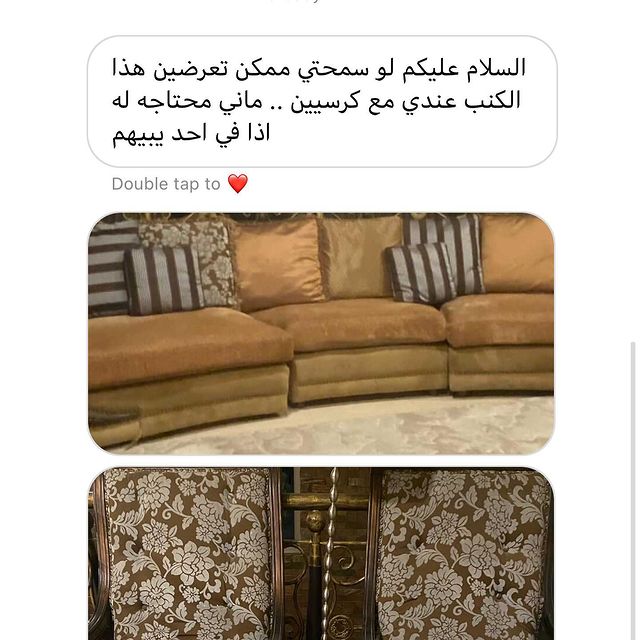 السلام عليكم لو سمحتي ممكن تعرضين هذا
الكنب عندي مع كرسيين .. ماني محتاجه له
اذا في احد يبيهم
Double tap to ❤️